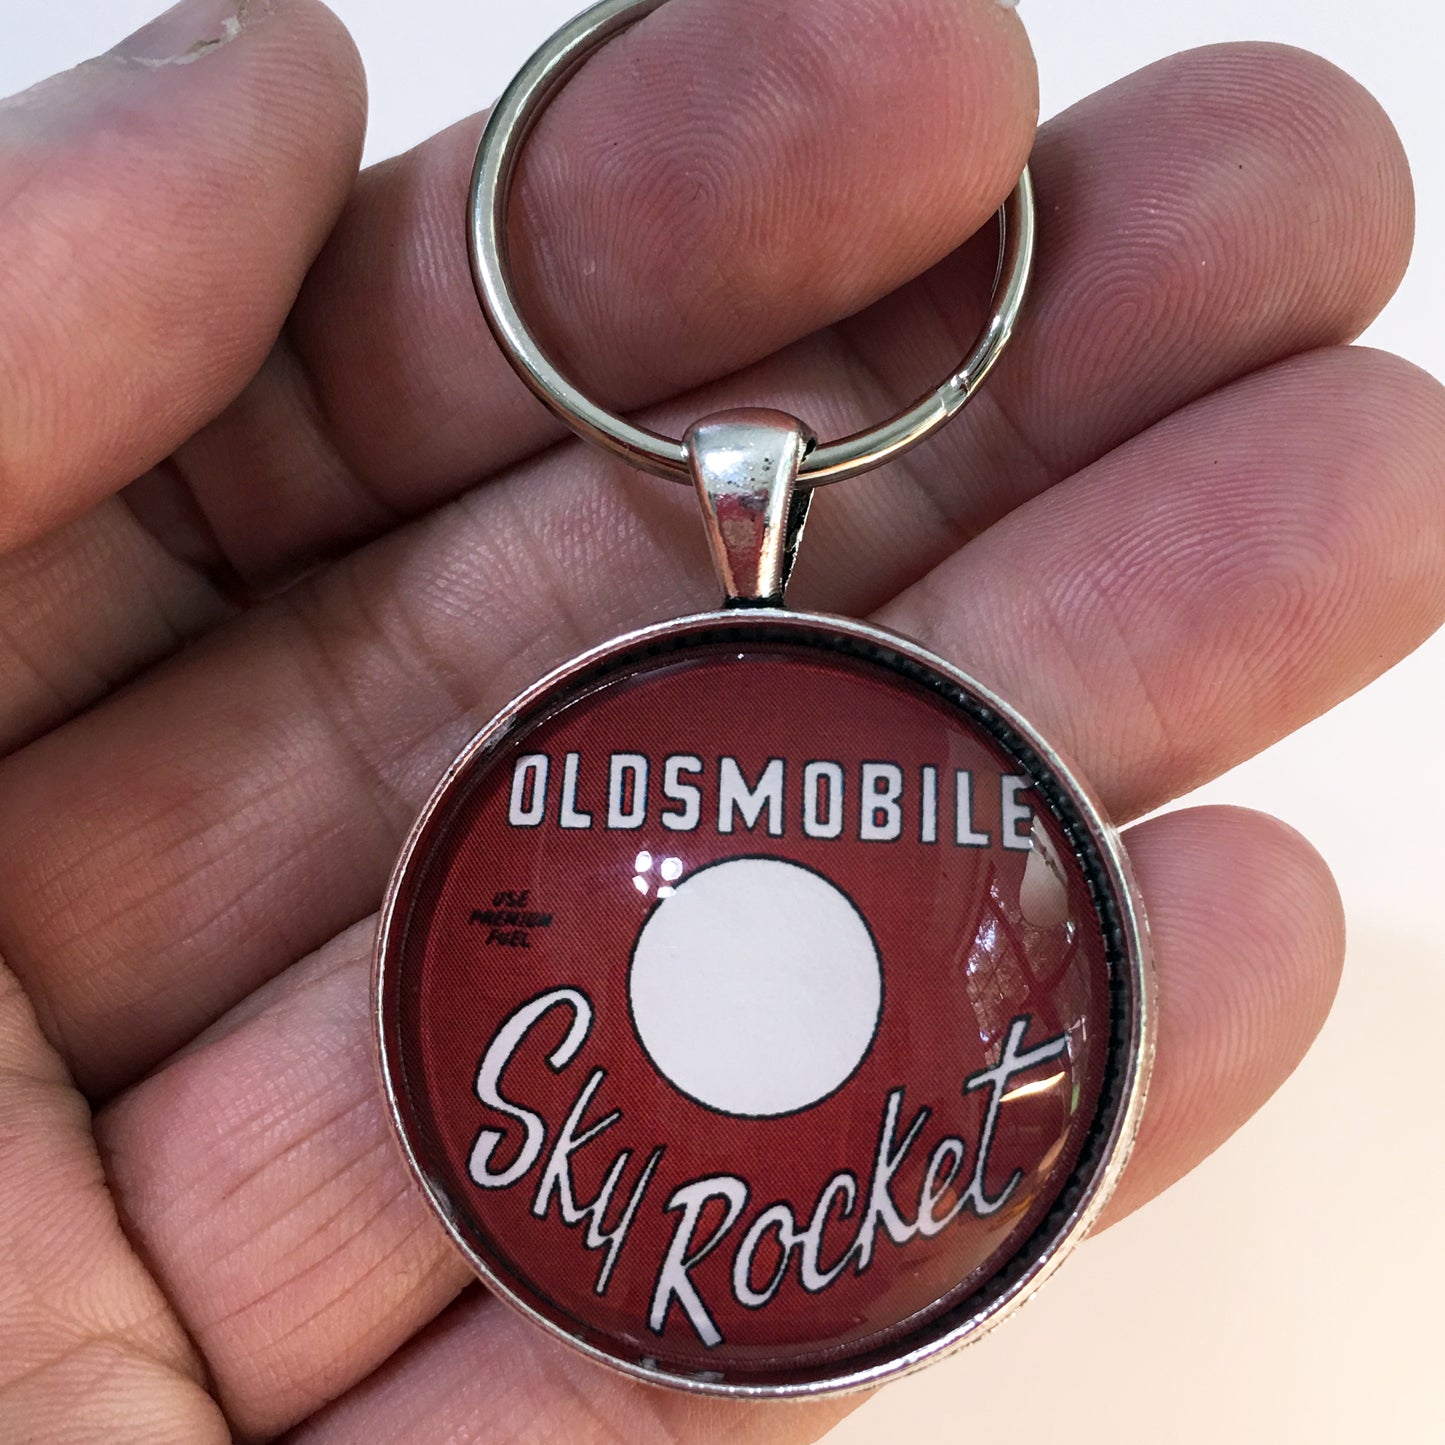 OLDSMOBILE
USE
PREMIUM
FUEL
Sky Rocket